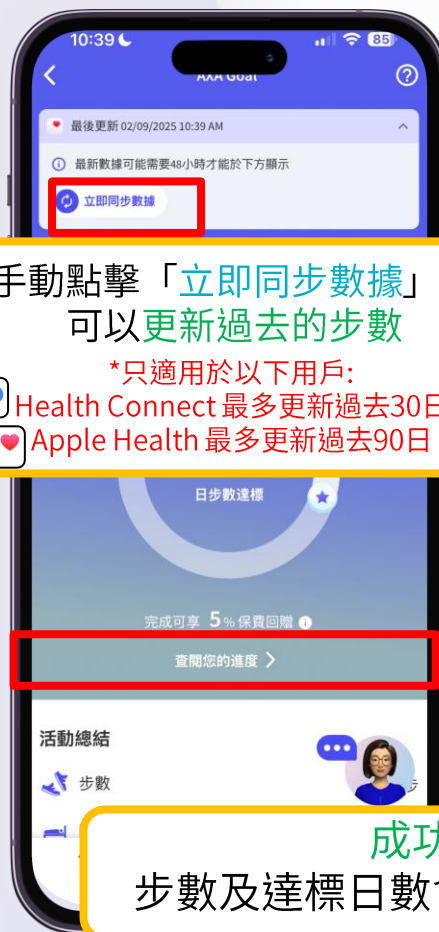 10:39
85
AXA Goal
最後更新 02/09/2025 10:39 AM
最新數據可能需要48小時才能於下方顯示
立即同步數據
手動點擊「立即同步數據」
可以更新過去的步數
*只適用於以下用戶:
Health Connect 最多更新過去30日
Apple Health 最多更新過去90日
日步數達標
完成可享 5% 保費回贈
查閱您的進度
活動總結
步數
步
成功
步數及達標日數